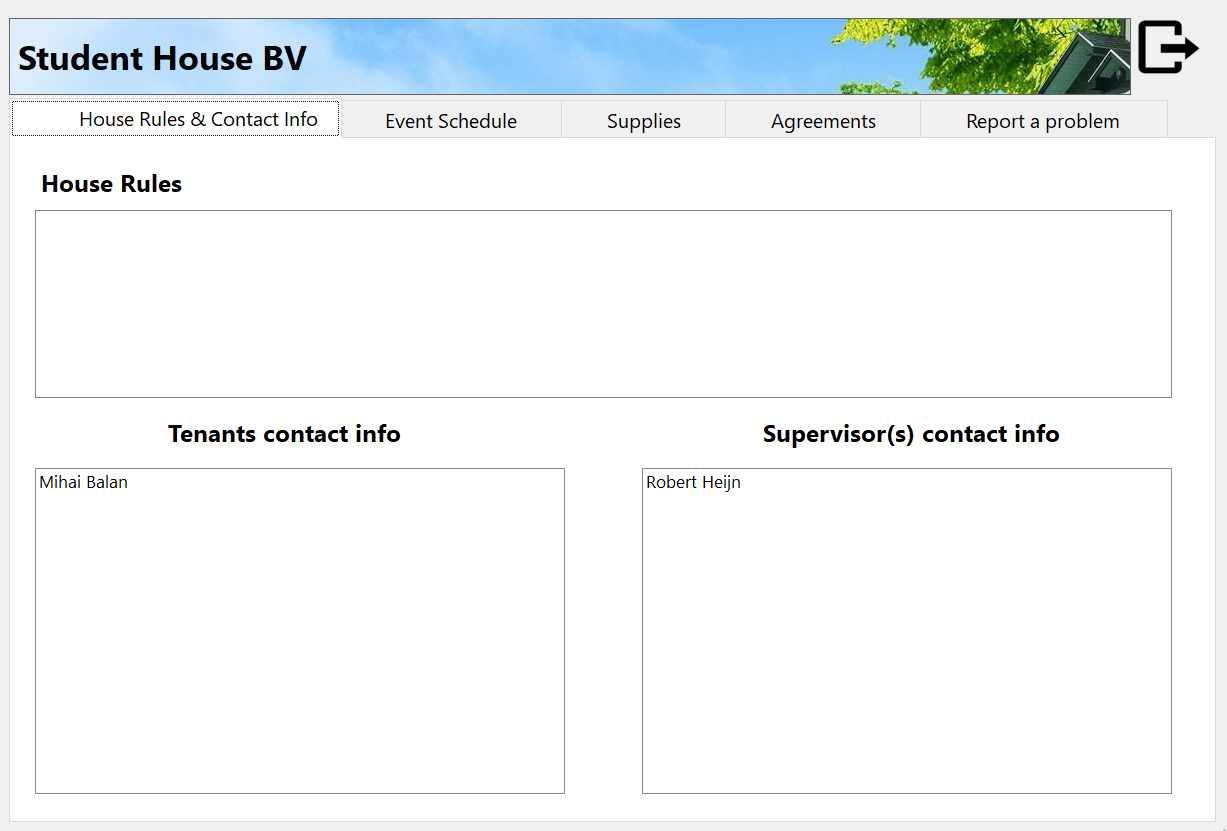 Student House BV
House Rules & Contact Info
Event Schedule
Supplies
Agreements
Report a problem
House Rules
Tenants contact info
Supervisor(s) contact info
Mihai Balan
Robert Heijn